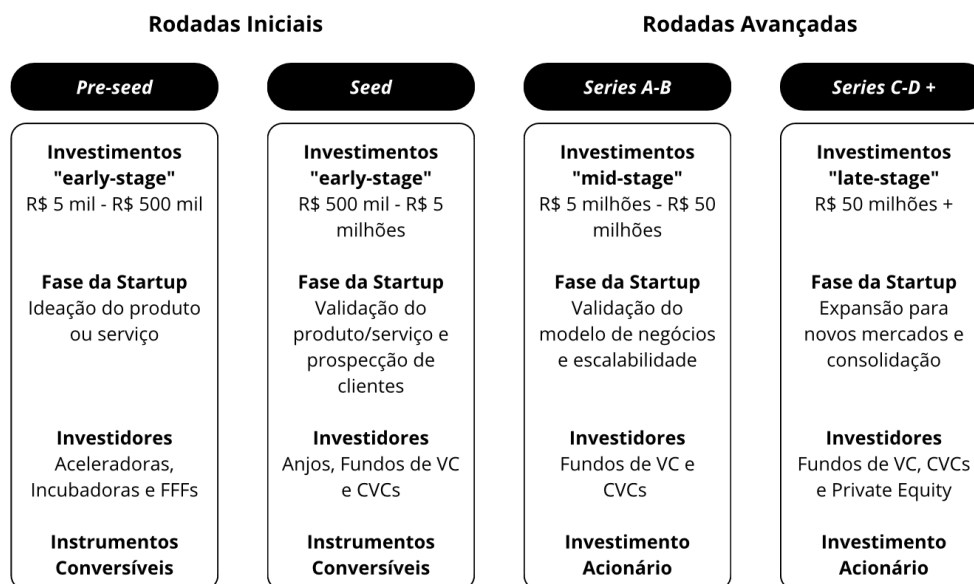 Rodadas Iniciais
Rodadas Avançadas
Pre-seed
Investimentos
"early-stage"
R$ 5 mil - R$ 500 mil
Fase da Startup
Ideação do produto
ou serviço
Investidores
Aceleradoras,
Incubadoras e FFFs
Instrumentos
Conversíveis
Seed
Investimentos
"early-stage"
R$ 500 mil - R$ 5
milhões
Fase da Startup
Validação do
produto/serviço e
prospecção de
clientes
Investidores
Anjos, Fundos de VC
e CVCs
Instrumentos
Conversíveis
Series A-B
Investimentos
"mid-stage"
R$ 5 milhões - R$ 50
milhões
Fase da Startup
Validação do
modelo de negócios
e escalabilidade
Investidores
Fundos de VC e
CVCs
Investimento
Acionário
Series C-D +
Investimentos
"late-stage"
R$ 50 milhões +
Fase da Startup
Expansão para
novos mercados e
consolidação
Investidores
Fundos de VC, CVCs
e Private Equity
Investimento
Acionário